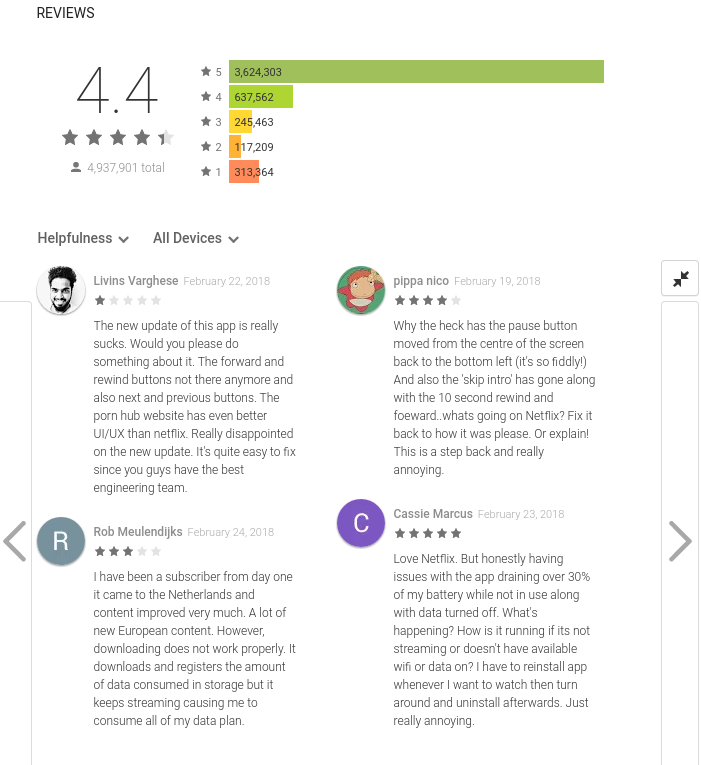 REVIEWS
4.4
4,937,901 total
5 3,624,303
4 637,562
3 245,463
2 117,209
1 313,364
Helpfulness All Devices
Livins Varghese February 22, 2018
The new update of this app is really
sucks. Would you please do
something about it. The forward and
rewind buttons not there anymore and
also next and previous buttons. The
porn hub website has even better
UI/UX than netflix. Really disappointed
on the new update. It's quite easy to fix
since you guys have the best
engineering team.
pippa nico February 19, 2018
Why the heck has the pause button
moved from the centre of the screen
back to the bottom left (it's so fiddly!)
And also the 'skip intro' has gone along
with the 10 second rewind and
foeward..whats going on Netflix? Fix it
back to how it was please. Or explain!
This is a step back and really
annoying.
R
Rob Meulendijks February 24, 2018
I have been a subscriber from day one
it came to the Netherlands and
content improved very much. A lot of
new European content. However,
downloading does not work properly. It
downloads and registers the amount
of data consumed in storage but it
keeps streaming causing me to
consume all of my data plan.
C
Cassie Marcus February 23, 2018
Love Netflix. But honestly having
issues with the app draining over 30%
of my battery while not in use along
with data turned off. What's
happening? How is it running if its not
streaming or doesn't have available
wifi or data on? I have to reinstall app
whenever I want to watch then turn
around and uninstall afterwards. Just
really annoying.